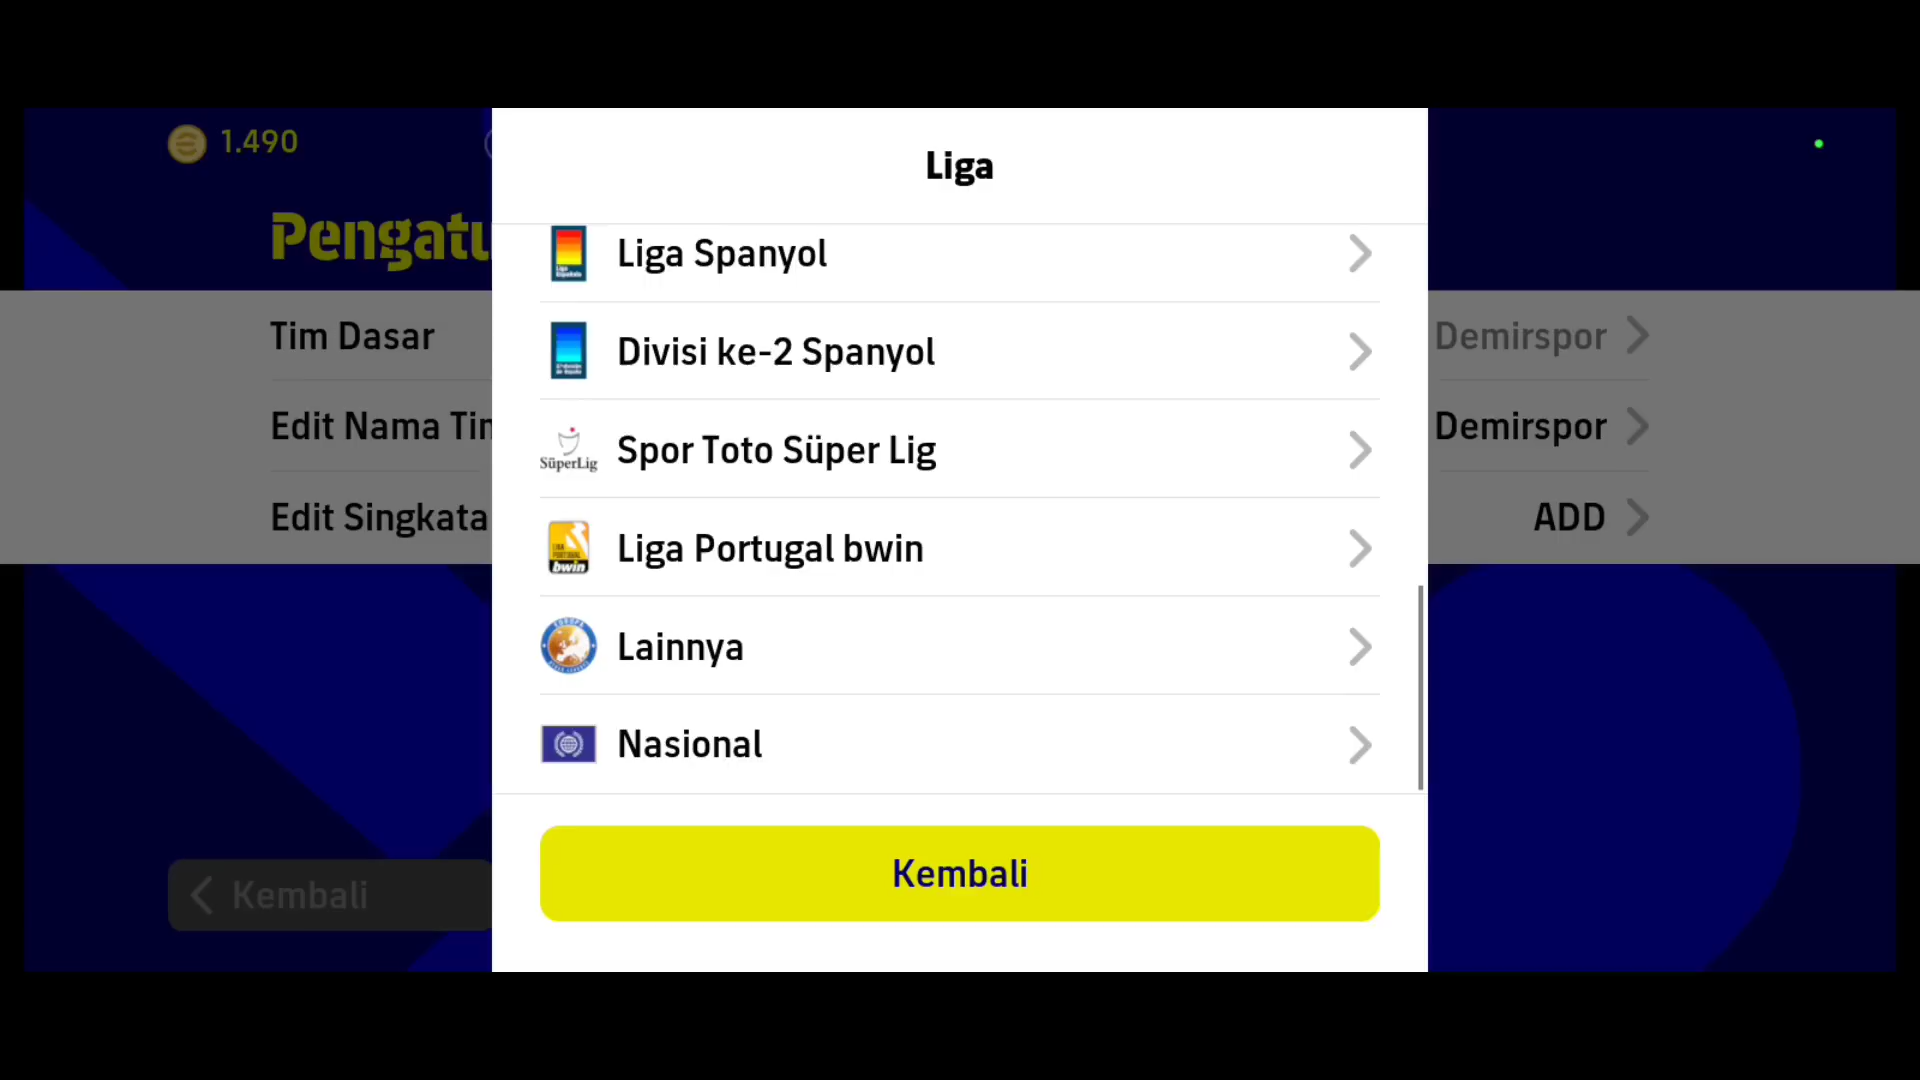 1.490
Liga
Pengatu
Liga Spanyol
Divisi ke-2 Spanyol
Spor Toto Süper Lig
SüperLig
Liga Portugal bwin
bwin
Lainnya
Nasional
Tim Dasar
Demirspor
Edit Nama Tim
Demirspor
Edit Singkata
ADD
Kembali
Kembali